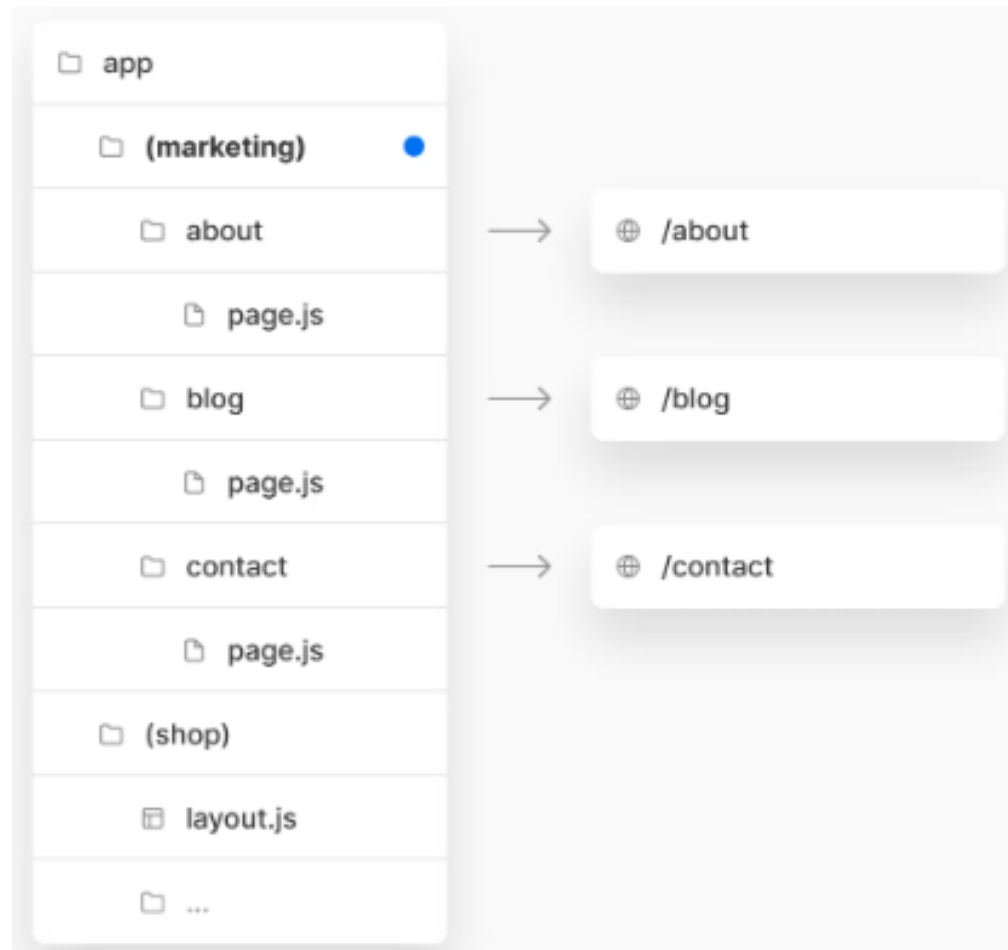 app
(marketing)
about
/about
page.js
blog
/blog
page.js
contact
/contact
page.js
(shop)
layout.js
...